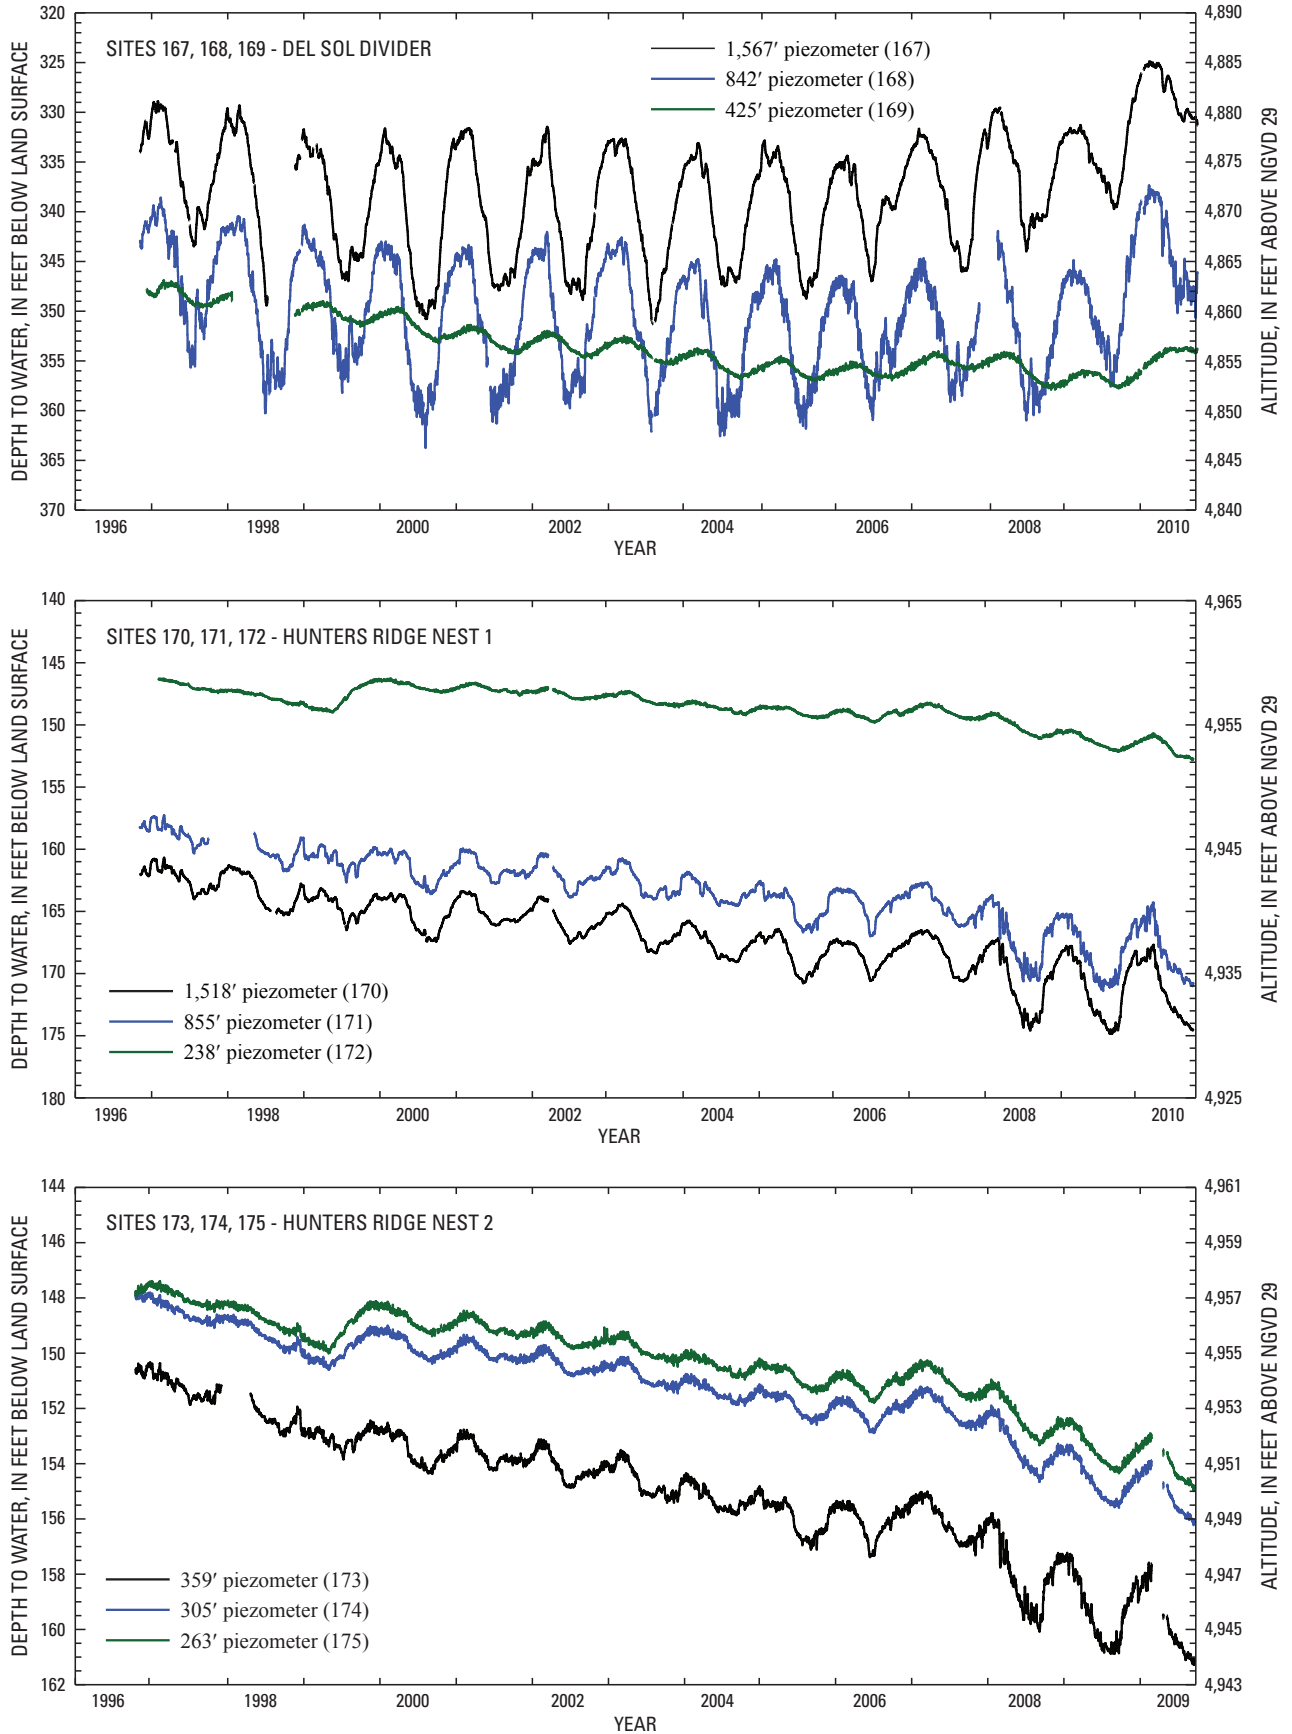 SITES 167, 168, 169 - DEL SOL DIVIDER
1,567′ piezometer (167)
842′ piezometer (168)
425′ piezometer (169)
DEPTH TO WATER, IN FEET BELOW LAND SURFACE
320
325
330
335
340
345
350
355
360
365
370
4,890
4,885
4,880
4,875
4,870
4,865
4,860
4,855
4,850
4,845
4,840
ALTITUDE, IN FEET ABOVE NGVD 29
1996 1998 2000 2002 2004 2006 2008 2010
YEAR
SITES 170, 171, 172 - HUNTERS RIDGE NEST 1
DEPTH TO WATER, IN FEET BELOW LAND SURFACE
140
145
150
155
160
165
170
175
180
4,965
4,955
4,945
4,935
4,925
ALTITUDE, IN FEET ABOVE NGVD 29
1,518′ piezometer (170)
855′ piezometer (171)
238′ piezometer (172)
1996 1998 2000 2002 2004 2006 2008 2010
YEAR
SITES 173, 174, 175 - HUNTERS RIDGE NEST 2
DEPTH TO WATER, IN FEET BELOW LAND SURFACE
144
146
148
150
152
154
156
158
160
162
4,961
4,959
4,957
4,955
4,953
4,951
4,949
4,947
4,945
4,943
ALTITUDE, IN FEET ABOVE NGVD 29
359′ piezometer (173)
305′ piezometer (174)
263′ piezometer (175)
1996 1998 2000 2002 2004 2006 2008 2009
YEAR